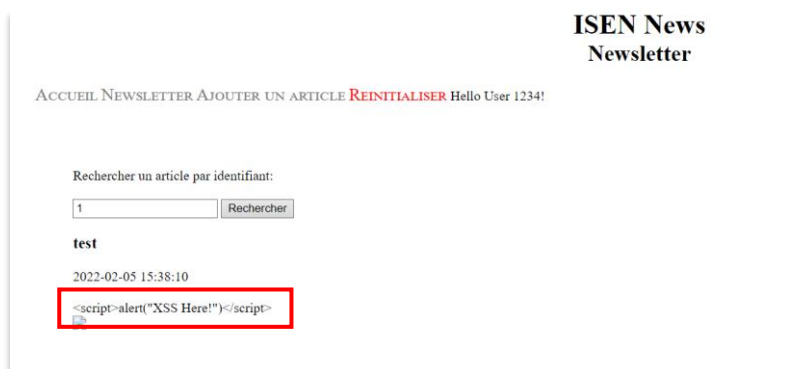 ISEN News
Newsletter
ACCUEIL NEWSLETTER AJOUTER UN ARTICLE REINITIALISER Hello User 1234!
Rechercher un article par identifiant:
1 Rechercher
test
2022-02-05 15:38:10
<script>alert("XSS Here!")</script>